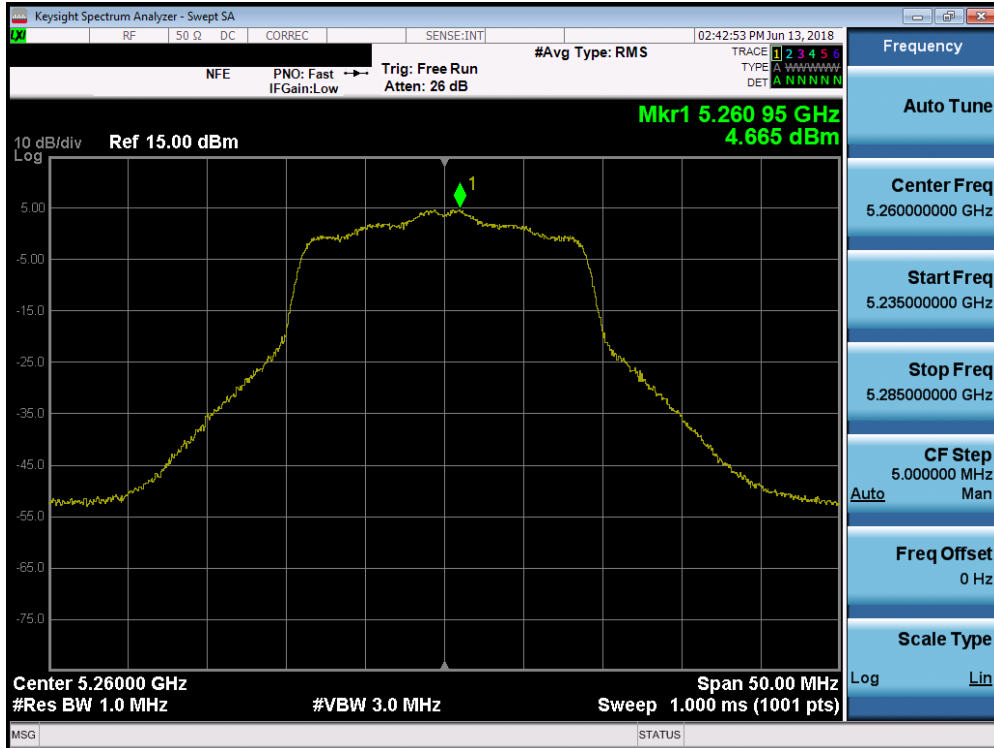 Keysight Spectrum Analyzer - Swept SA
LXI RF 50 Ω DC CORREC SENSE:INT 02:42:53 PM Jun 13, 2018
NFE PNO: Fast IFGain:Low Trig: Free Run Atten: 26 dB #Avg Type: RMS
TRACE 1 2 3 4 5 6
TYPE A WWWWW
DET A N N N N N
Mkr1 5.260 95 GHz
4.665 dBm
10 dB/div Ref 15.00 dBm
Log
1
5.00
-5.00
-15.0
-25.0
-35.0
-45.0
-55.0
-65.0
-75.0
Center 5.26000 GHz Span 50.00 MHz
#Res BW 1.0 MHz #VBW 3.0 MHz Sweep 1.000 ms (1001 pts)
MSG STATUS
Frequency
Auto Tune
Center Freq
5.260000000 GHz
Start Freq
5.235000000 GHz
Stop Freq
5.285000000 GHz
CF Step
5.000000 MHz
Auto Man
Freq Offset
0 Hz
Scale Type
Log Lin